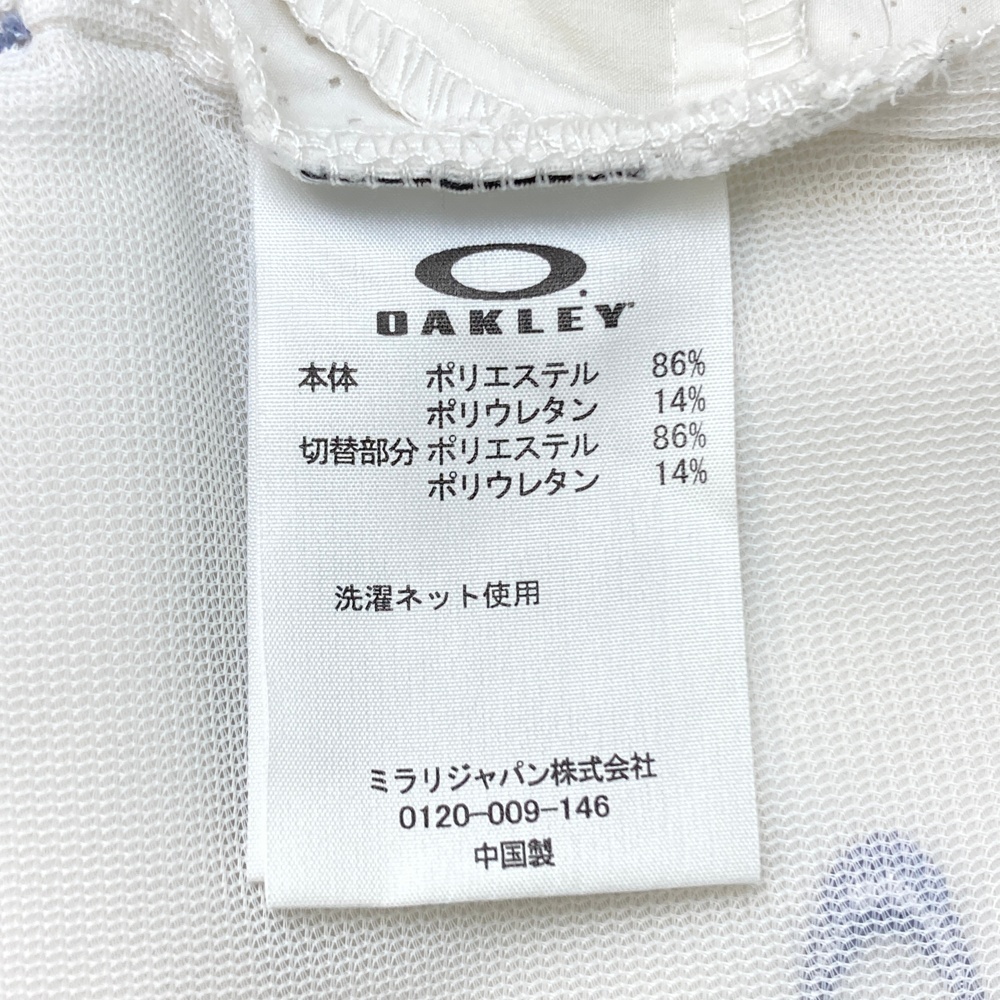 OAKLEY™
本体 ポリエステル 86%
ポリウレタン 14%
切替部分 ポリエステル 86%
ポリウレタン 14%
洗濯ネット使用
ミラリジャパン株式会社
0120-009-146
中国製